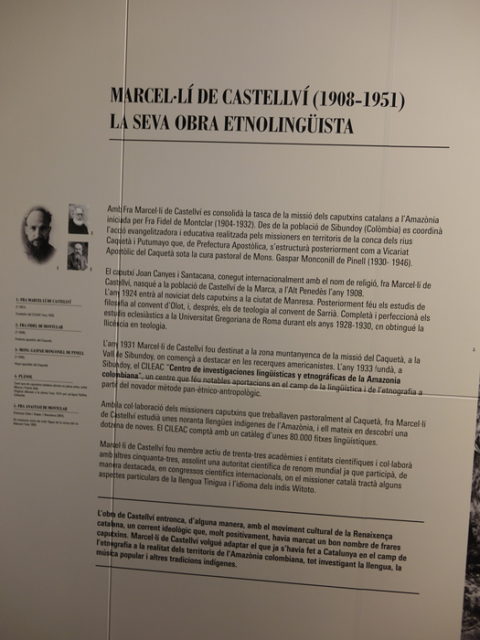 MARCEL·LÍ DE CASTELLVÍ (1908-1951)
LA SEVA OBRA ETNOLINGÜISTA
Amb Fra Marcel·lí de Castellví es consolidà la tasca de la missió dels caputxins catalans a l'Amazònia
iniciada per Fra Fidel de Montclar (1904-1932). Des de la població de Sibundoy (Colòmbia) es coordinà
l'acció evangelitzadora i educativa realitzada pels missioners en territoris de la conca dels rius
Caquetà i Putumayo que, de Prefectura Apostòlica, s'estructurà posteriorment com a Vicariat
Apostòlic del Caquetà sota la cura pastoral de Mons. Gaspar Monconill de Pinell (1930- 1946).
El caputxí Joan Canyes i Santacana, conegut internacionalment amb el nom de religió, fra Marcel·lí de
Castellví, nasqué a la població de Castellví de la Marca, a l'Alt Penedès l'any 1908.
L'any 1924 entrà al noviciat dels caputxins a la ciutat de Manresa. Posteriorment féu els estudis de
filosofia al convent d'Olot, i, després, els de teologia al convent de Sarrià. Completà i perfeccionà els
estudis eclesiàstics a la Universitat Gregoriana de Roma durant els anys 1928-1930, en obtingué la
llicència en teologia.
L'any 1931 Marcel·lí de Castellví fou destinat a la zona muntanyenca de la missió del Caquetà, a la
Vall de Sibundoy, on començà a destacar en les recerques americanistes. L'any 1933 fundà, a
Sibundoy, el CILEAC "Centro de investigaciones lingüísticas y etnográficas de la Amazonia
colombiana", un centre que féu notables aportacions en el camp de la lingüística i de l'etnografia a
partir del novador mètode pan-ètnico-antropològic.
Amb la col·laboració dels missioners caputxins que treballaven pastoralment al Caquetà, fra Marcel·lí
de Castellví estudià unes noranta llengües indígenes de l'Amazònia, i ell mateix en descobrí una
dotzena de noves. El CILEAC comptà amb un catàleg d'unes 80.000 fitxes lingüístiques.
Marcel·lí de Castellví fou membre actiu de trenta-tres acadèmies i entitats científiques i col·laborà
amb altres cinquanta-tres, assolint una autoritat científica de renom mundial ja que participà, de
manera destacada, en congressos científics internacionals, on el missioner català tractà alguns
aspectes particulars de la llengua Tinigua i l'idioma dels indis Witoto.
L'obra de Castellví entronca, d'alguna manera, amb el moviment cultural de la Renaixença
catalana, un corrent ideològic que, molt positivament, havia marcat un bon nombre de frares
caputxins. Marcel·lí de Castellví volgué adaptar el que ja s'havia fet a Catalunya en el camp de
l'etnografia a la realitat dels territoris de l'Amazònia colombiana, tot investigant la llengua, la
música popular i altres tradicions indígenes.
1. FRA MARCEL·LÍ DE CASTELLVÍ
2. FRA FIDEL DE MONTCLAR
3. MONS. GASPAR MONCONILL DE PINELL